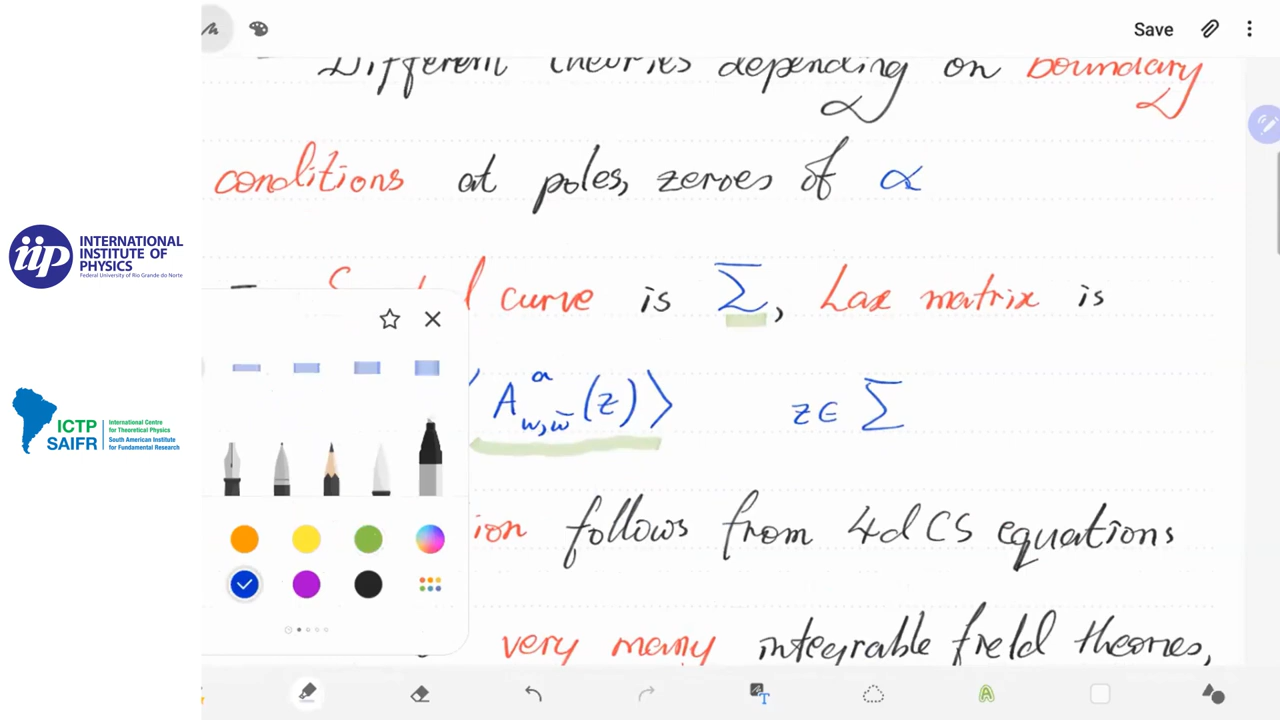 Save
Different theories depending on boundary
conditions at poles, zeroes of α
curve is Σ, Lax matrix is
⟨ A^a_{w,w̄}(z) ⟩ z ∈ Σ
follows from 4d CS equations
very many integrable field theories,
iip
INTERNATIONAL
INSTITUTE OF
PHYSICS
Federal University of Rio Grande do Norte
ICTP
SAIFR
International Centre
for Theoretical Physics
South American Institute
for Fundamental Research